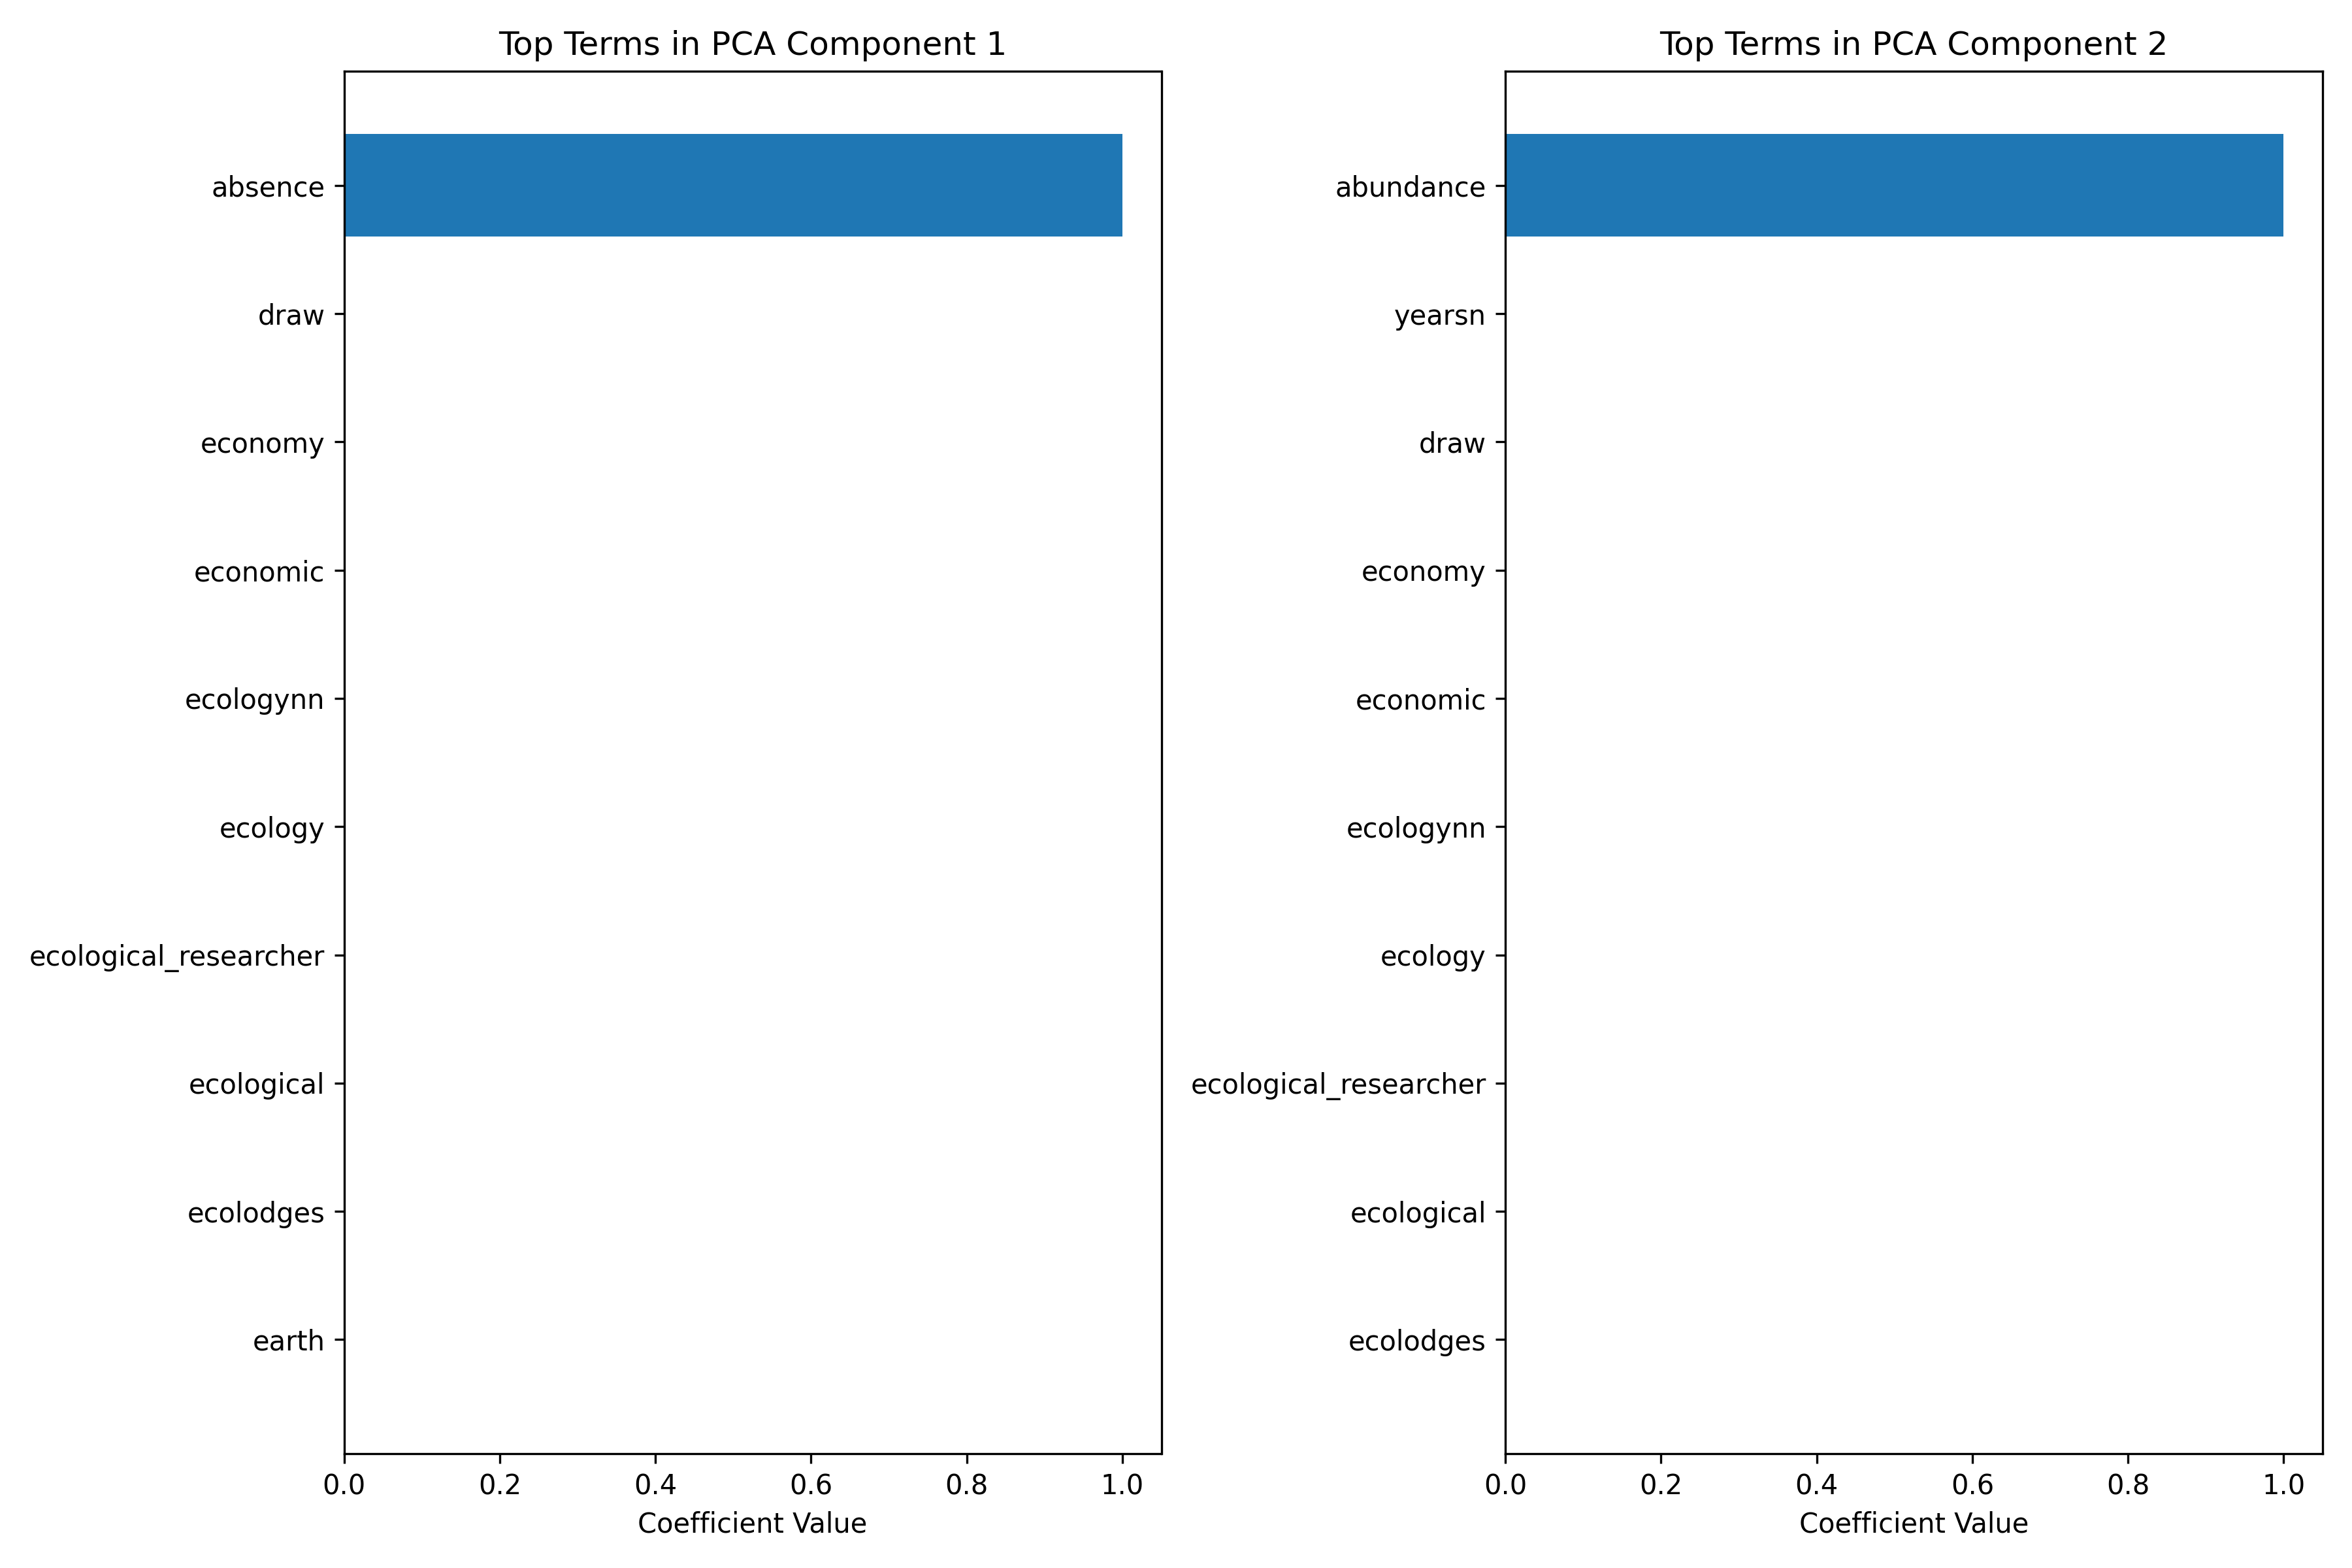 Top Terms in PCA Component 1
absence
draw
economy
economic
ecologynn
ecology
ecological_researcher
ecological
ecolodges
earth
0.0 0.2 0.4 0.6 0.8 1.0
Coefficient Value
Top Terms in PCA Component 2
abundance
yearsn
draw
economy
economic
ecologynn
ecology
ecological_researcher
ecological
ecolodges
0.0 0.2 0.4 0.6 0.8 1.0
Coefficient Value